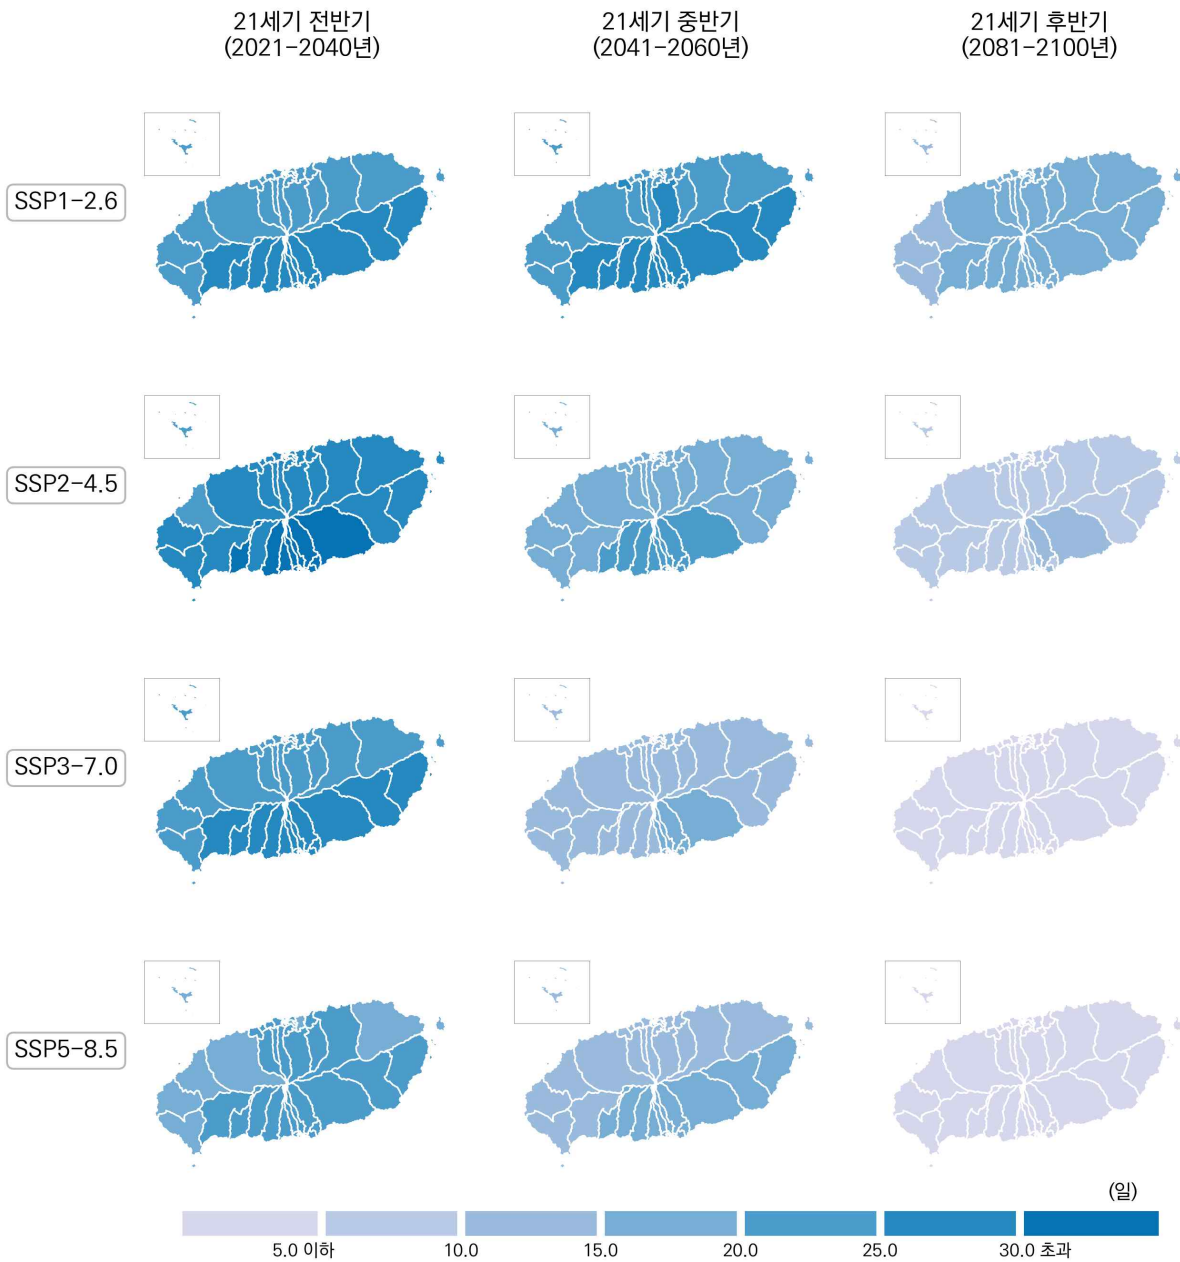 21세기 전반기
(2021-2040년)
21세기 중반기
(2041-2060년)
21세기 후반기
(2081-2100년)
SSP1-2.6
SSP2-4.5
SSP3-7.0
SSP5-8.5
(일)
5.0 이하
10.0
15.0
20.0
25.0
30.0 초과